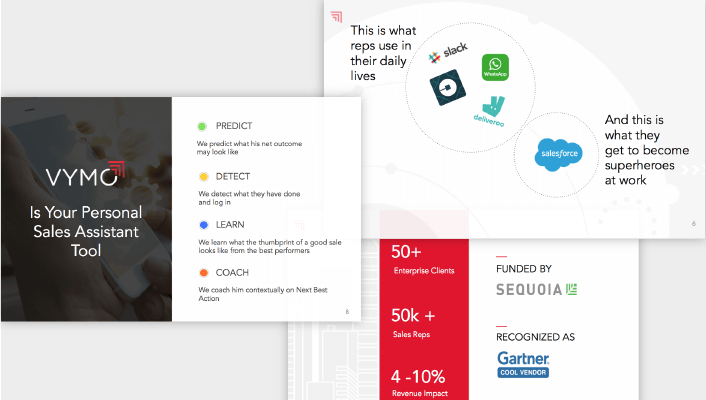 This is what
reps use in
their daily
lives
slack
WhatsApp
deliveroo
And this is
what they
get to become
superheroes
at work
salesforce
6
VYMO
Is Your Personal
Sales Assistant
Tool
PREDICT
We predict what his net outcome
may look like
DETECT
We detect what they have done
and log in
LEARN
We learn what the thumbprint of a good sale
looks like from the best performers
COACH
We coach him contextually on Next Best
Action
8
50+
Enterprise Clients
50k +
Sales Reps
4 -10%
Revenue Impact
FUNDED BY
SEQUOIA
RECOGNIZED AS
Gartner
COOL VENDOR